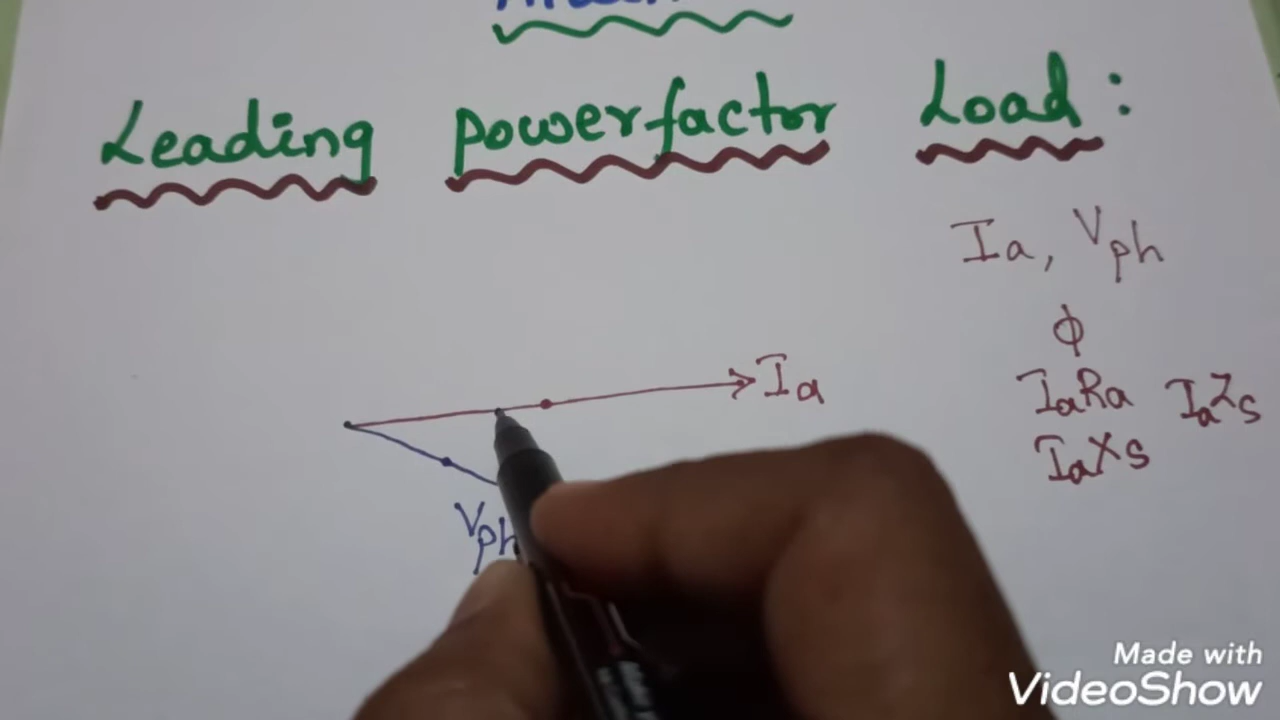 Leading powerfactor Load :
Ia, Vph
ϕ
IaRa IaZs
IaXs
Ia
Vph
Made with
VideoShow